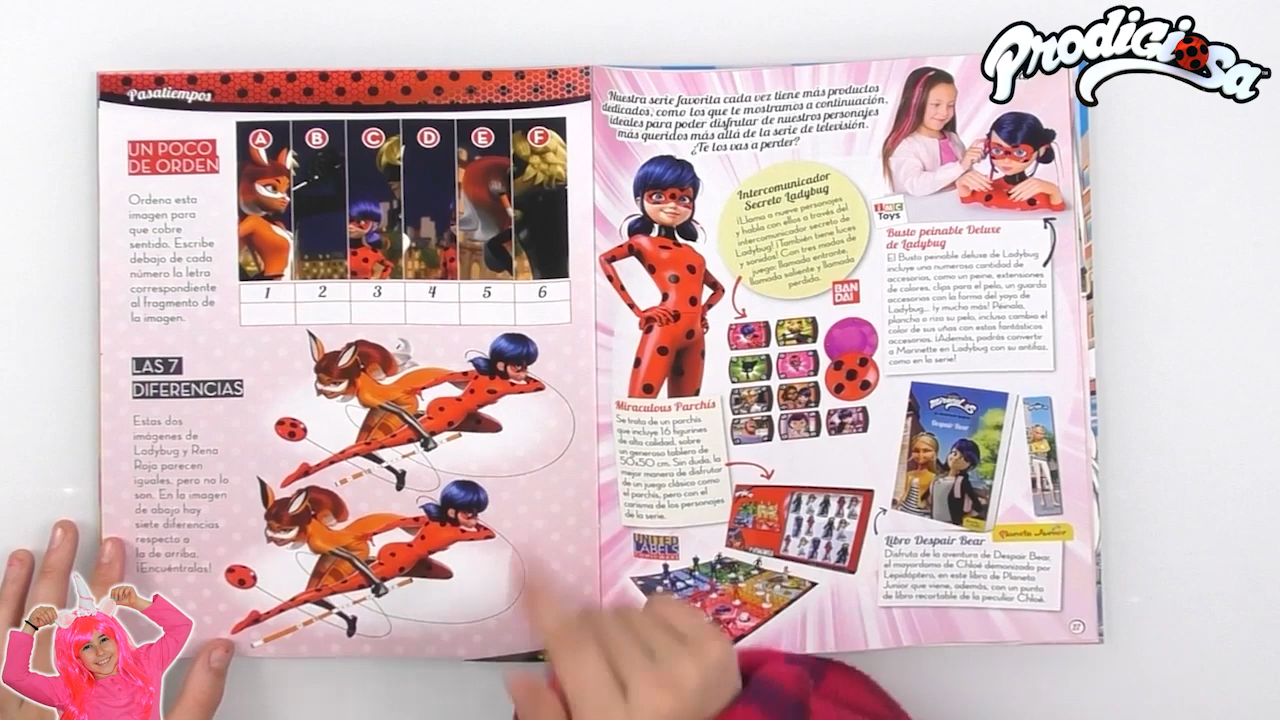 Prodigiosa
Pasatiempos
UN POCO
DE ORDEN
Ordena esta
imagen para
que cobre
sentido. Escribe
debajo de cada
número la letra
correspondiente
al fragmento de
la imagen.
A B C D E F
1 2 3 4 5 6
LAS 7
DIFERENCIAS
Estas dos
imágenes de
Ladybug y Rena
Roja parecen
iguales, pero no lo
son. En la imagen
de abajo hay
siete diferencias
respecto a
la de arriba.
¡Encuéntralas!
Nuestra serie favorita cada vez tiene más productos
dedicados, como los que te mostramos a continuación,
ideales para poder disfrutar de nuestros personajes
más queridos más allá de la serie de televisión.
¿Te los vas a perder?
Intercomunicador
Secreto Ladybug
¡Llama a nueve personajes
y habla con ellos a través del
intercomunicador secreto de
Ladybug! ¡También tiene luces
y sonidos! Con tres modos de
juego: llamada entrante,
llamada saliente y llamada
perdida.
BAN
DAI
IMC
Toys
Busto peinable Deluxe
de Ladybug
El Busto peinable deluxe de Ladybug
incluye una numerosa cantidad de
accesorios, como un peine, extensiones
de colores, clips para el pelo, un guarda
accesorios con la forma del yoyo de
Ladybug... ¡y mucho más! Péinala,
plancha o riza su pelo, incluso cambia el
color de sus uñas con estos fantásticos
accesorios. ¡Además, podrás convertir
a Marinette en Ladybug con su antifaz,
como en la serie!
Miraculous Parchís
Se trata de un parchís
que incluye 16 figurines
de alta calidad, sobre
un generoso tablero de
50x50 cm. Sin duda, la
mejor manera de disfrutar
de un juego clásico como
el parchís, pero con el
carisma de los personajes
de la serie.
UNITED
LABELS
Miraculous
Despair Bear
Planeta Junior
Libro Despair Bear
Disfruta de la aventura de Despair Bear,
el mayordomo de Chloé demonizado por
Lepidóptero, en este libro de Planeta
Junior que viene, además, con un punto
de libro recortable de la peculiar Chloé.
27